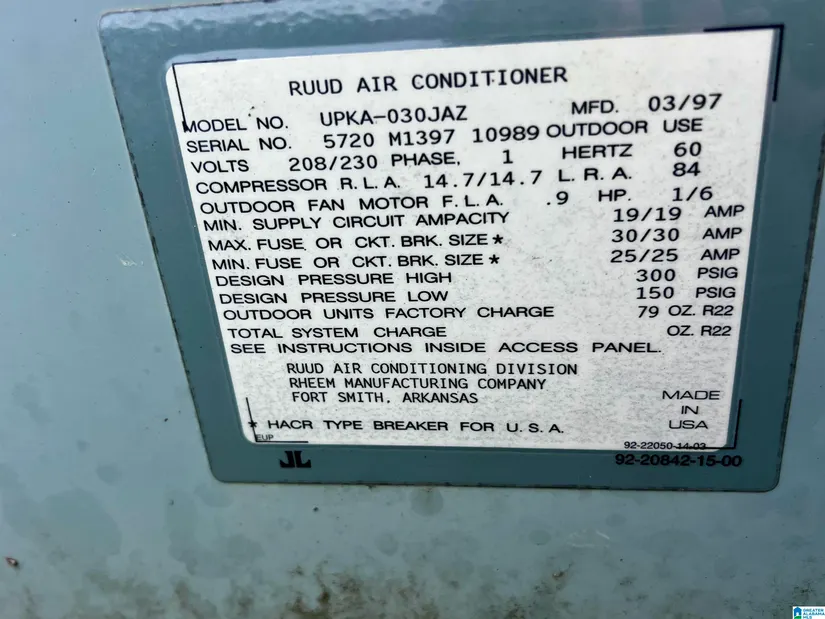 RUUD AIR CONDITIONER
MODEL NO. UPKA-030JAZ MFD. 03/97
SERIAL NO. 5720 M1397 10989 OUTDOOR USE
VOLTS 208/230 PHASE, 1 HERTZ 60
COMPRESSOR R.L.A. 14.7/14.7 L.R.A. 84
OUTDOOR FAN MOTOR F.L.A. .9 HP. 1/6
MIN. SUPPLY CIRCUIT AMPACITY 19/19 AMP
MAX. FUSE OR CKT. BRK. SIZE * 30/30 AMP
MIN. FUSE OR CKT. BRK. SIZE * 25/25 AMP
DESIGN PRESSURE HIGH 300 PSIG
DESIGN PRESSURE LOW 150 PSIG
OUTDOOR UNITS FACTORY CHARGE 79 OZ. R22
TOTAL SYSTEM CHARGE OZ. R22
SEE INSTRUCTIONS INSIDE ACCESS PANEL.
RUUD AIR CONDITIONING DIVISION
RHEEM MANUFACTURING COMPANY
FORT SMITH, ARKANSAS
MADE
IN
USA
* HACR TYPE BREAKER FOR U.S.A.
EUP
92-22050-14-03
JL 92-20842-15-00
GREATER
ALABAMA
MLS